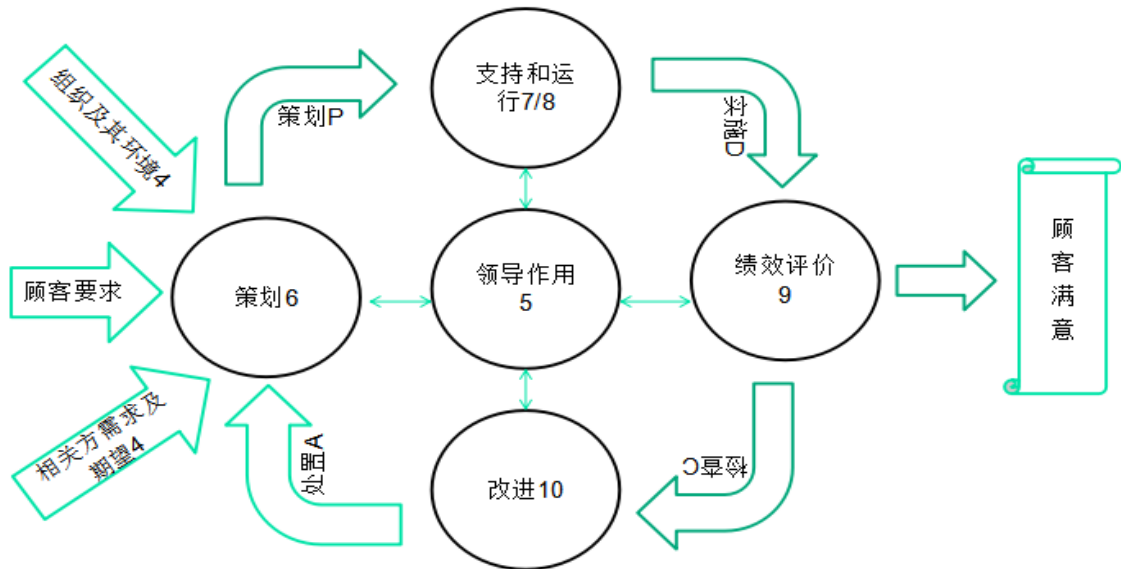 组织及其环境4
策划P
支持和运
行7/8
实施D
顾客要求
策划6
领导作用
5
绩效评价
9
顾
客
满
意
相关方需求及
期望4
处置A
改进10
检查C